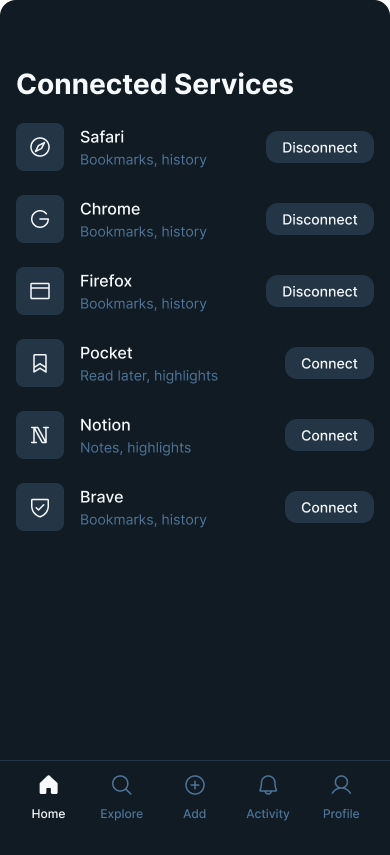 Connected Services
Safari
Bookmarks, history
Disconnect
Chrome
Bookmarks, history
Disconnect
Firefox
Bookmarks, history
Disconnect
Pocket
Read later, highlights
Connect
Notion
Notes, highlights
Connect
Brave
Bookmarks, history
Connect
Home Explore Add Activity Profile